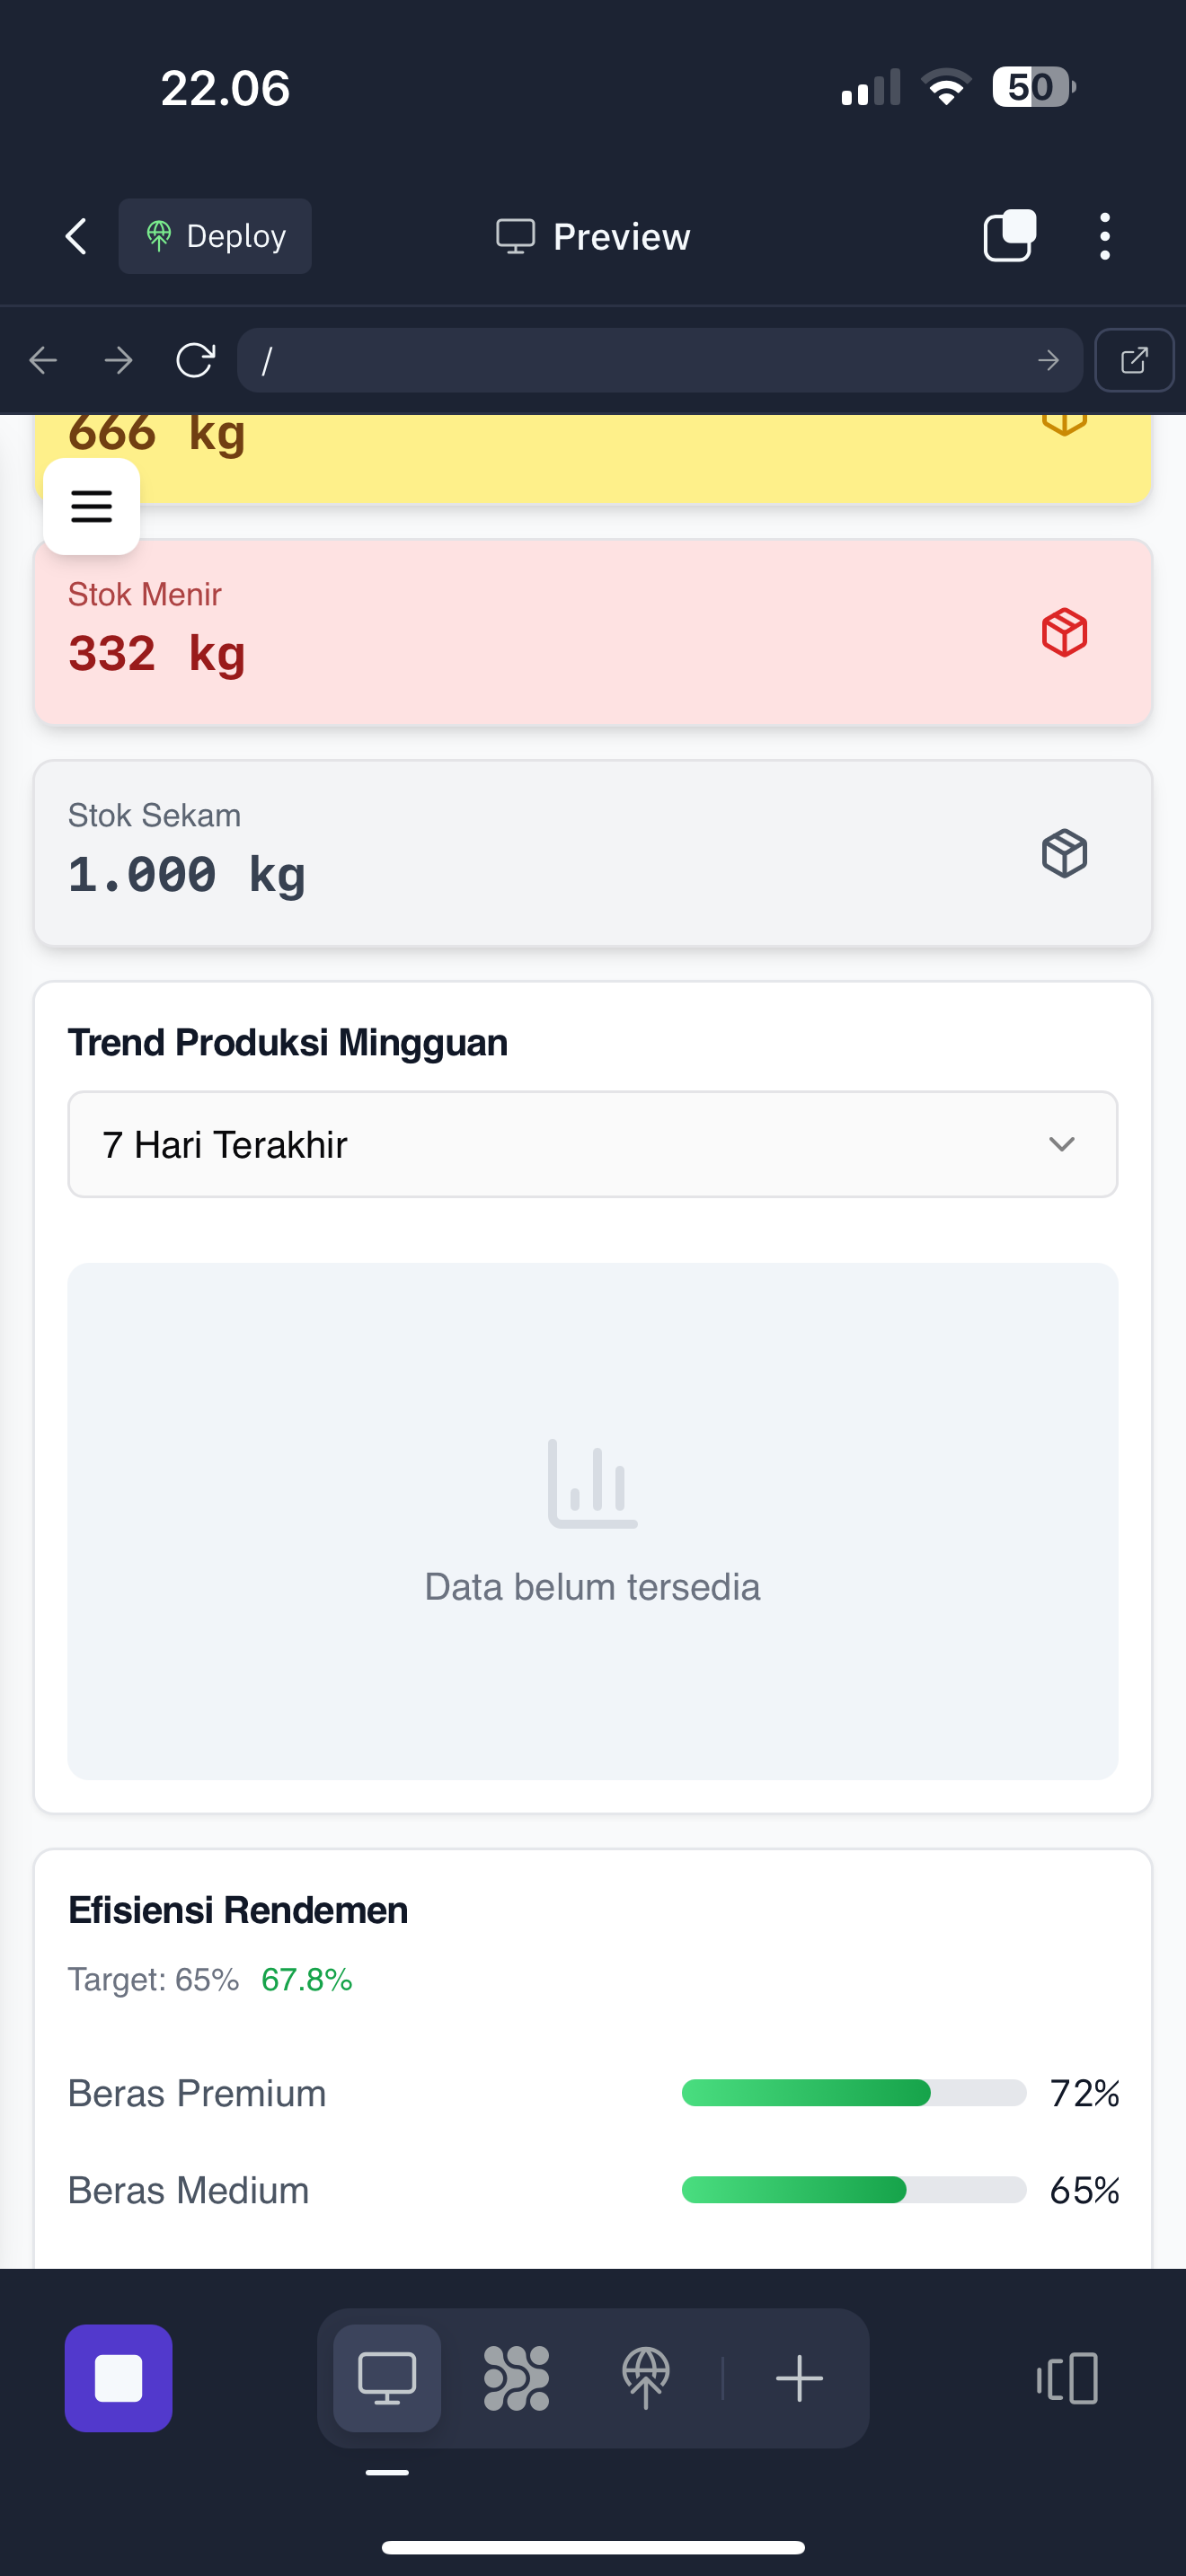 22.06
50
Deploy
Preview
/
666 kg
Stok Menir
332 kg
Stok Sekam
1.000 kg
Trend Produksi Mingguan
7 Hari Terakhir
Data belum tersedia
Efisiensi Rendemen
Target: 65% 67.8%
Beras Premium 72%
Beras Medium 65%